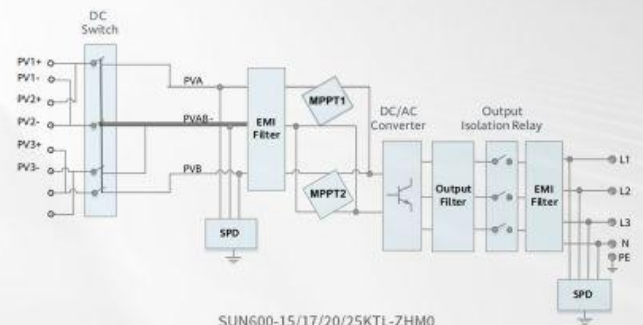 DC
Switch
PV1+
PV1-
PV2+
PV2-
PV3+
PV3-
PVA
PVAB-
PVB
EMI
Filter
MPPT1
MPPT2
SPD
DC/AC
Converter
Output
Filter
Output
Isolation Relay
EMI
Filter
L1
L2
L3
N
PE
SPD
SUN600-15/17/20/25KTL-ZHM0